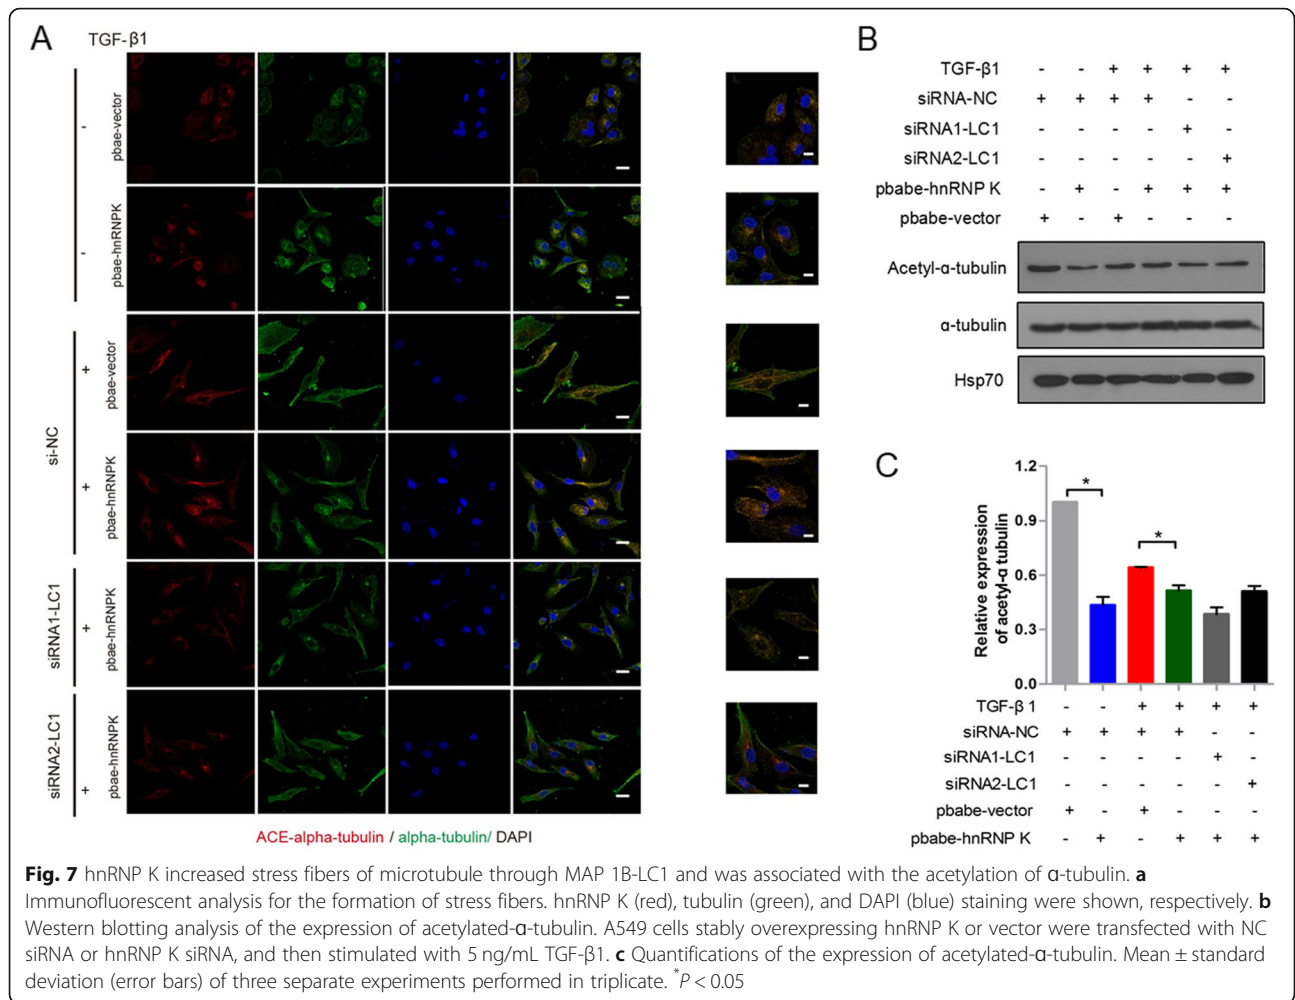 A
TGF-β1
-
pbae-vector
-
pbae-hnRNPK
si-NC
+
pbae-vector
+
pbae-hnRNPK
siRNA1-LC1
+
pbae-hnRNPK
siRNA2-LC1
+
pbae-hnRNPK
ACE-alpha-tubulin / alpha-tubulin/ DAPI
B
TGF-β1 - - + + + +
siRNA-NC + + + + - -
siRNA1-LC1 - - - - + -
siRNA2-LC1 - - - - - +
pbabe-hnRNP K - + - + + +
pbabe-vector + - + - - -
Acetyl-α-tubulin
α-tubulin
Hsp70
C
Relative expression
of acetyl-α tubulin
1.2
0.9
0.6
0.3
0.0
*
*
TGF-β 1 - - + + + +
siRNA-NC + + + + - -
siRNA1-LC1 - - - - + -
siRNA2-LC1 - - - - - +
pbabe-vector + - + - - -
pbabe-hnRNP K - + - + + +
Fig. 7 hnRNP K increased stress fibers of microtubule through MAP 1B-LC1 and was associated with the acetylation of α-tubulin. a
Immunofluorescent analysis for the formation of stress fibers. hnRNP K (red), tubulin (green), and DAPI (blue) staining were shown, respectively. b
Western blotting analysis of the expression of acetylated-α-tubulin. A549 cells stably overexpressing hnRNP K or vector were transfected with NC
siRNA or hnRNP K siRNA, and then stimulated with 5 ng/mL TGF-β1. c Quantifications of the expression of acetylated-α-tubulin. Mean ± standard
deviation (error bars) of three separate experiments performed in triplicate. *P < 0.05